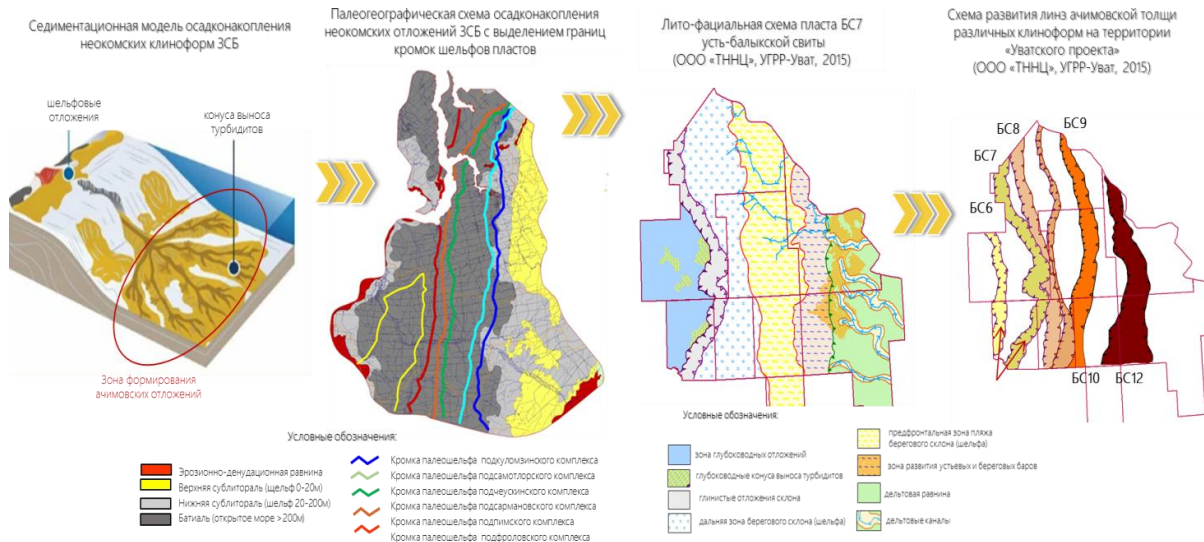 Седиментационная модель осадконакопления
неокомских клиноформ ЗСБ
шельфовые
отложения
конуса выноса
турбидитов
Зона формирования
ачимовских отложений
Палеогеографическая схема осадконакопления
неокомских отложений ЗСБ с выделением границ
кромок шельфов пластов
Условные обозначения:
Эрозионно-денудационая равнина
Верхняя сублитораль (щельф 0-20м)
Нижняя сублитораль (шельф 20-200м)
Батиаль (открытое море >200м)
Кромка палеошельфа подкуломзинского комплекса
Кромка палеошельфа подсамотлорского комплекса
Кромка палеошельфа подчеускинского комплекса
Кромка палеошельфа подсармановского комплекса
Кромка палеошельфа подпимского комплекса
Кромка палеошельфа подфроловского комплекса
Лито-фациальная схема пласта БС7
усть-балыкской свиты
(ООО «ТННЦ», УГРР-Уват, 2015)
Условные обозначения:
зона глубоководных отложений
глубоководные конуса выноса турбидитов
глинистые отложения склона
дальняя зона берегового склона (шельфа)
предфронтальная зона пляжа
берегового склона (шельфа)
зона развития устьевых и береговых баров
дельтовая равнина
дельтовые каналы
Схема развития линз ачимовской толщи
различных клиноформ на территории
«Уватского проекта»
(ООО «ТННЦ», УГРР-Уват, 2015)
БС9
БС8
БС7
БС6
БС10
БС12